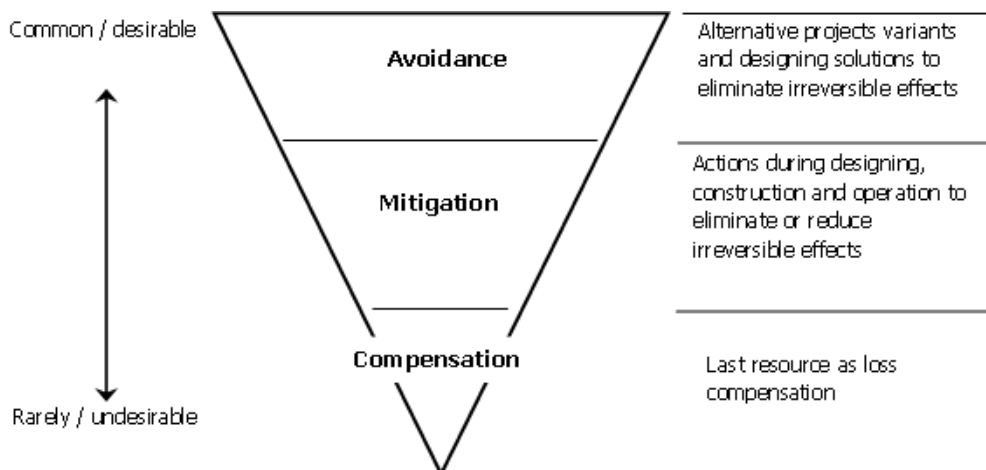 Common / desirable
Avoidance
Alternative projects variants
and designing solutions to
eliminate irreversible effects
Mitigation
Actions during designing,
construction and operation to
eliminate or reduce
irreversible effects
Compensation
Last resource as loss
compensation
Rarely / undesirable